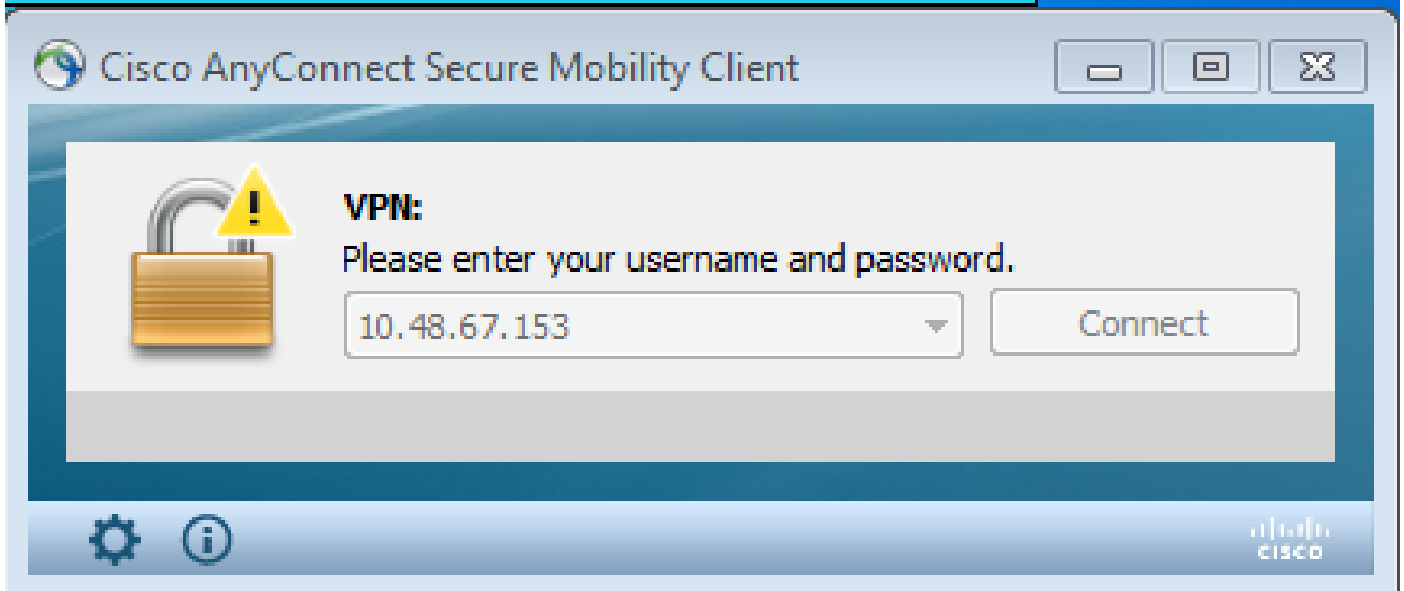 Cisco AnyConnect Secure Mobility Client
VPN:
Please enter your username and password.
10.48.67.153
Connect
CISCO